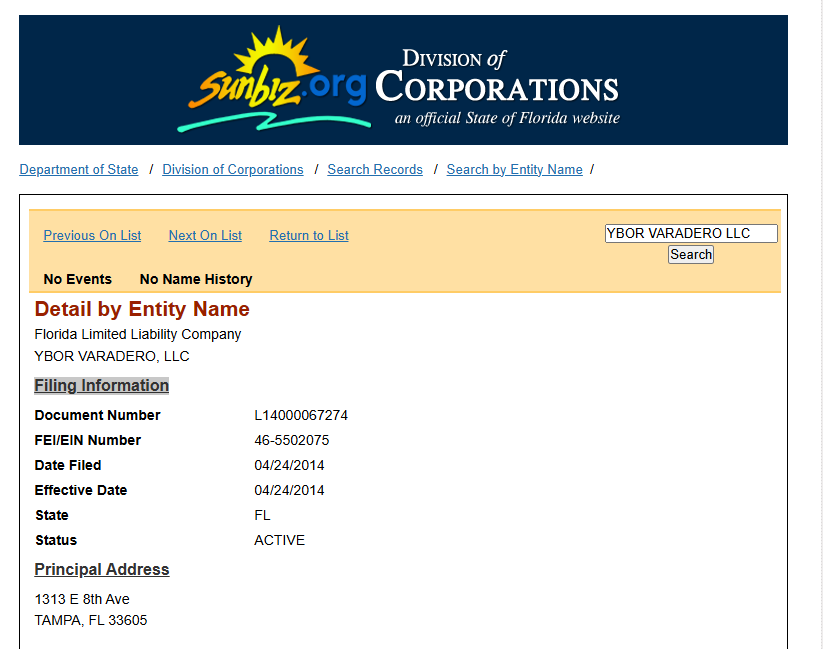 Sunbiz.org
DIVISION of
CORPORATIONS
an official State of Florida website
Department of State / Division of Corporations / Search Records / Search by Entity Name /
Previous On List Next On List Return to List YBOR VARADERO LLC
Search
No Events No Name History
Detail by Entity Name
Florida Limited Liability Company
YBOR VARADERO, LLC
Filing Information
Document Number L14000067274
FEI/EIN Number 46-5502075
Date Filed 04/24/2014
Effective Date 04/24/2014
State FL
Status ACTIVE
Principal Address
1313 E 8th Ave
TAMPA, FL 33605